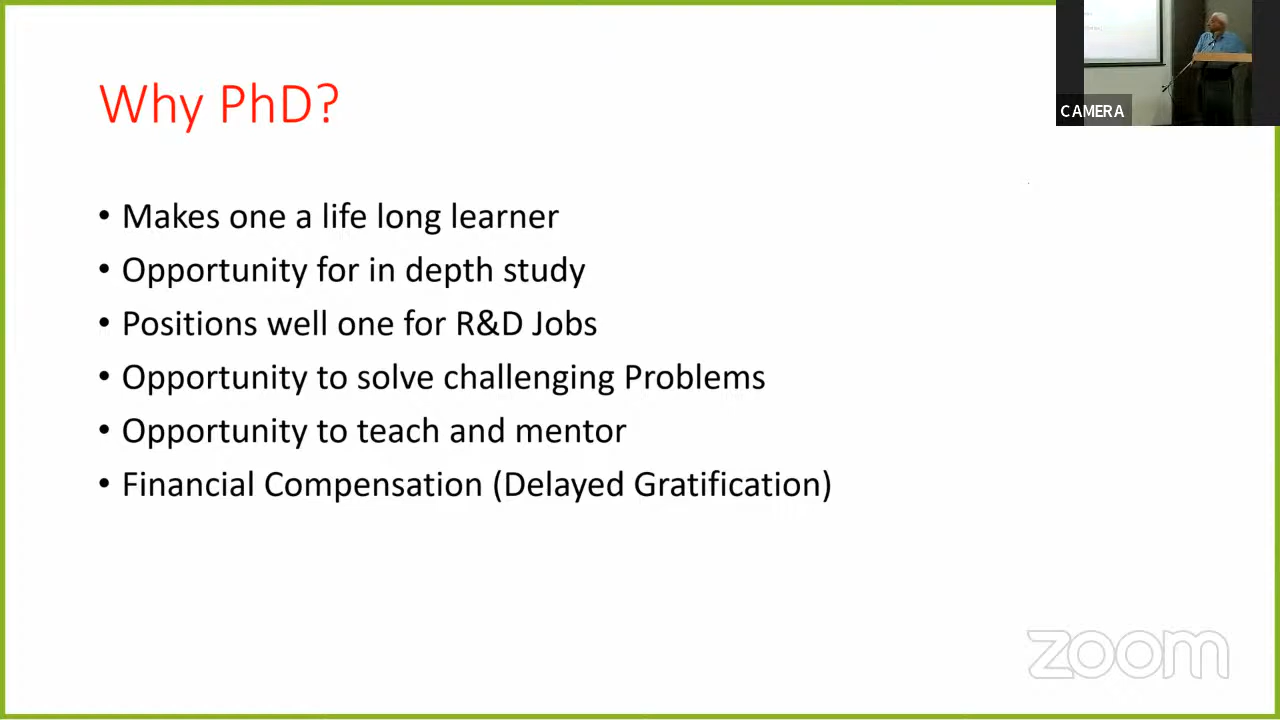 Why PhD?
• Makes one a life long learner
• Opportunity for in depth study
• Positions well one for R&D Jobs
• Opportunity to solve challenging Problems
• Opportunity to teach and mentor
• Financial Compensation (Delayed Gratification)
CAMERA
zoom